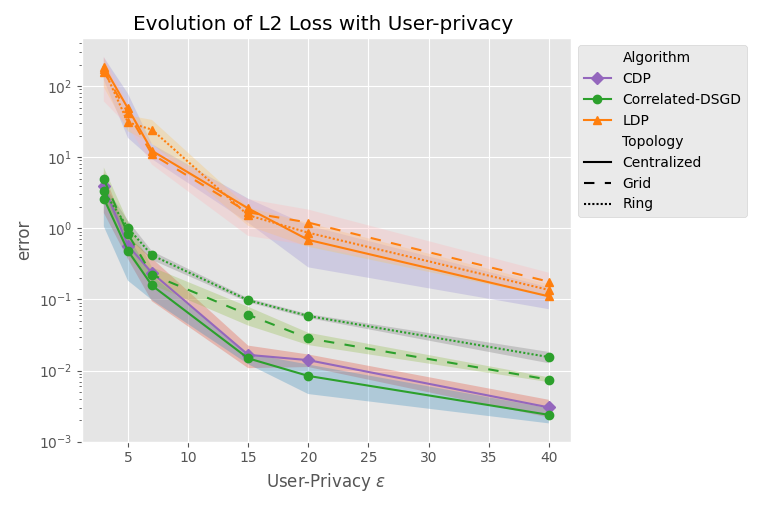 Evolution of L2 Loss with User-privacy
error
10²
10¹
10⁰
10⁻¹
10⁻²
10⁻³
5 10 15 20 25 30 35 40
User-Privacy ε
Algorithm
CDP
Correlated-DSGD
LDP
Topology
Centralized
Grid
Ring